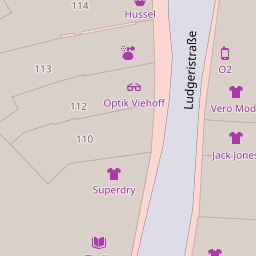 114
Hussel
113
O2
Ludgeristraße
112
Optik Viehoff
Vero Mod
110
Jack Jones
Superdry